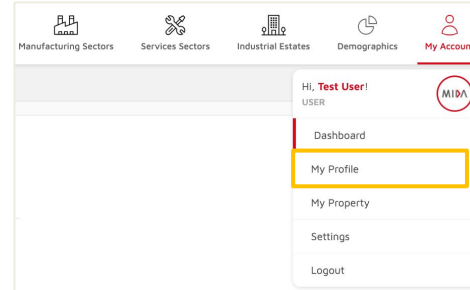 Manufacturing Sectors
Services Sectors
Industrial Estates
Demographics
My Accoun
Hi, Test User!
USER
MIDA
Dashboard
My Profile
My Property
Settings
Logout